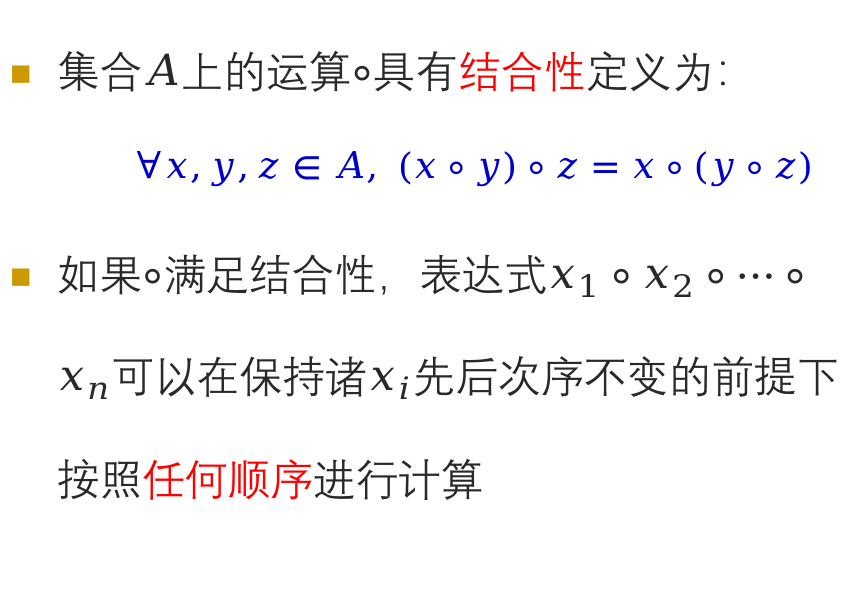 集合𝐴上的运算∘具有结合性定义为：
∀𝑥, 𝑦, 𝑧 ∈ 𝐴, (𝑥 ∘ 𝑦) ∘ 𝑧 = 𝑥 ∘ (𝑦 ∘ 𝑧)
如果∘满足结合性，表达式𝑥₁ ∘ 𝑥₂ ∘ ⋯ ∘
𝑥ₙ可以在保持诸𝑥ᵢ先后次序不变的前提下
按照任何顺序进行计算